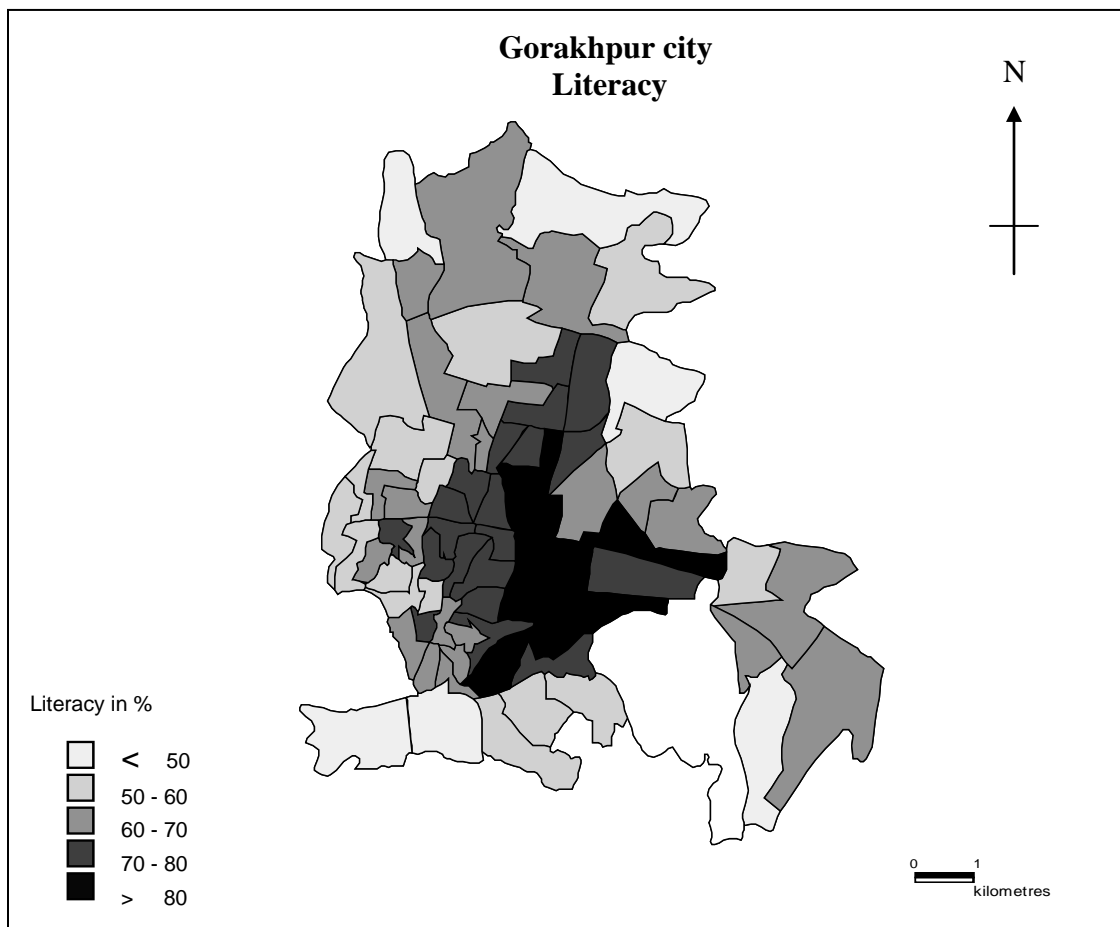 Gorakhpur city
Literacy
N
Literacy in %
< 50
50 - 60
60 - 70
70 - 80
> 80
0 1
kilometres